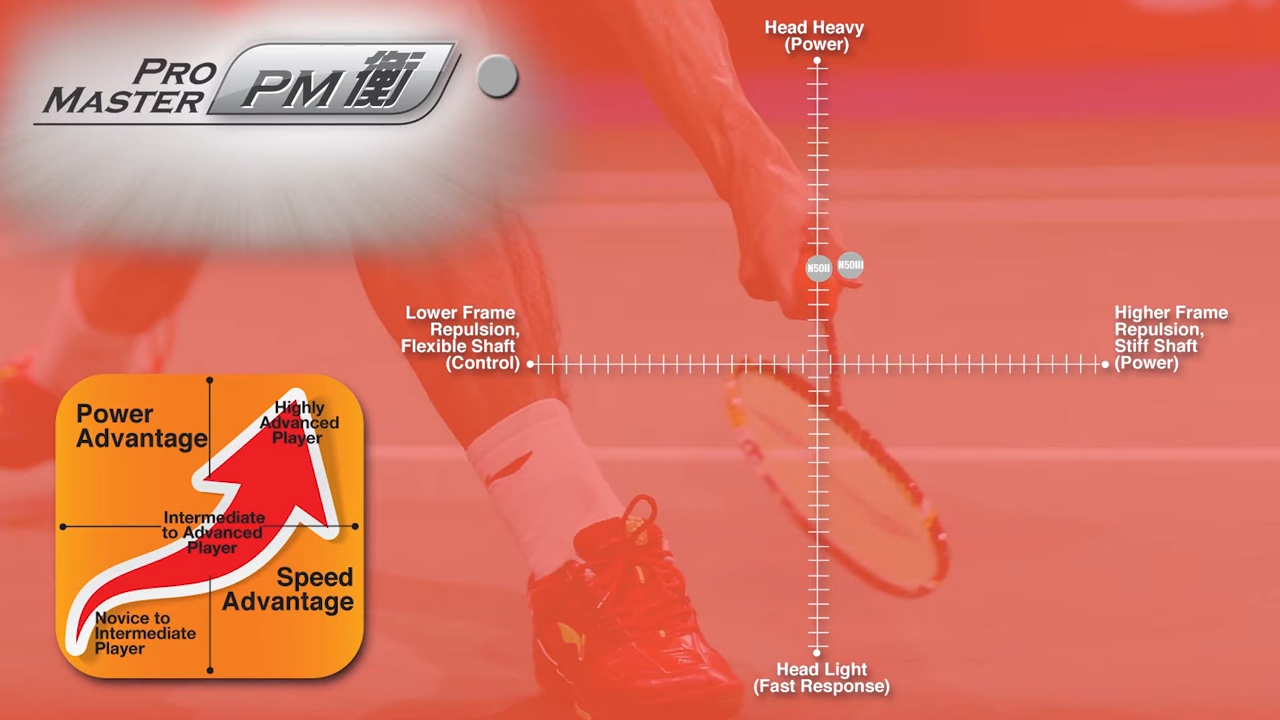 PRO
MASTER
PM 衡
Head Heavy
(Power)
N50II
N50III
Lower Frame
Repulsion,
Flexible Shaft
(Control)
Higher Frame
Repulsion,
Stiff Shaft
(Power)
Power
Advantage
Highly
Advanced
Player
Intermediate
to Advanced
Player
Speed
Advantage
Novice to
Intermediate
Player
Head Light
(Fast Response)